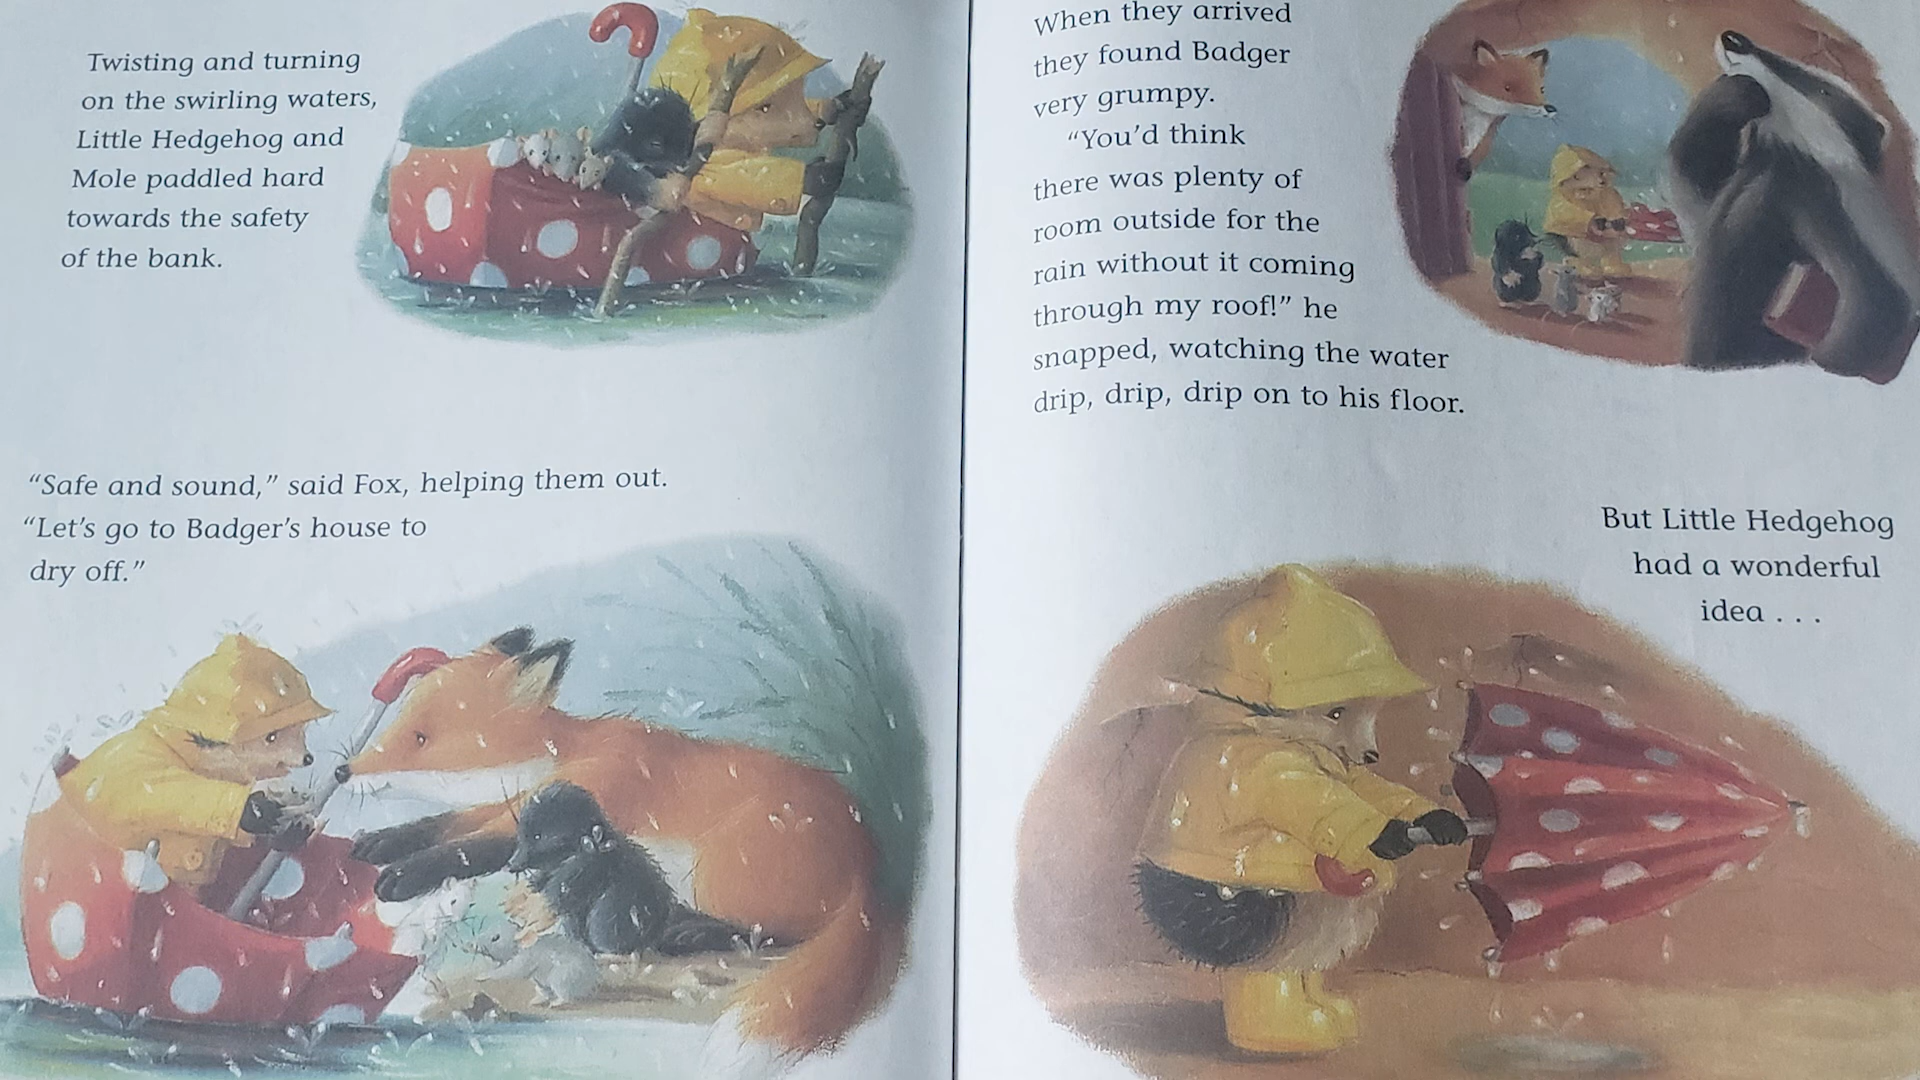 Twisting and turning
on the swirling waters,
Little Hedgehog and
Mole paddled hard
towards the safety
of the bank.
“Safe and sound,” said Fox, helping them out.
“Let’s go to Badger’s house to
dry off.”
When they arrived
they found Badger
very grumpy.
“You’d think
there was plenty of
room outside for the
rain without it coming
through my roof!” he
snapped, watching the water
drip, drip, drip on to his floor.
But Little Hedgehog
had a wonderful
idea . . .